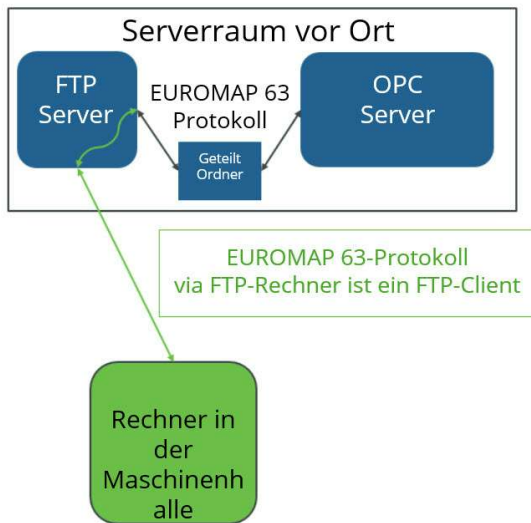 Serverraum vor Ort
FTP
Server
EUROMAP 63
Protokoll
OPC
Server
Geteilt
Ordner
EUROMAP 63-Protokoll
via FTP-Rechner ist ein FTP-Client
Rechner in
der
Maschinenh
alle